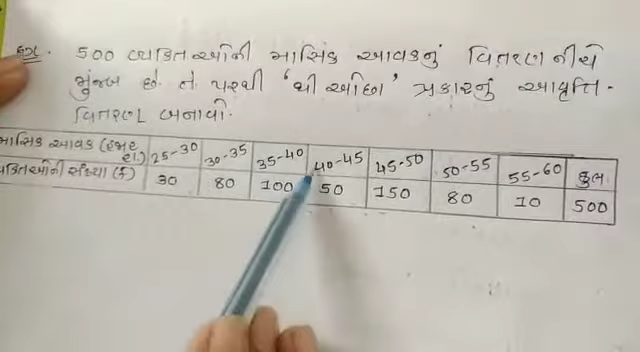 ઉદા. 500 વ્યક્તિઓની માસિક આવકનું વિતરણ નીચે
મુજબ છે. તે પરથી 'થી ઓછા' પ્રકારનું આવૃત્તિ-
વિતરણ બનાવો.
માસિક આવક (હજાર રૂા.) 25-30 30-35 35-40 40-45 45-50 50-55 55-60 કુલ
વ્યક્તિઓની સંખ્યા (f) 30 80 100 50 150 80 10 500